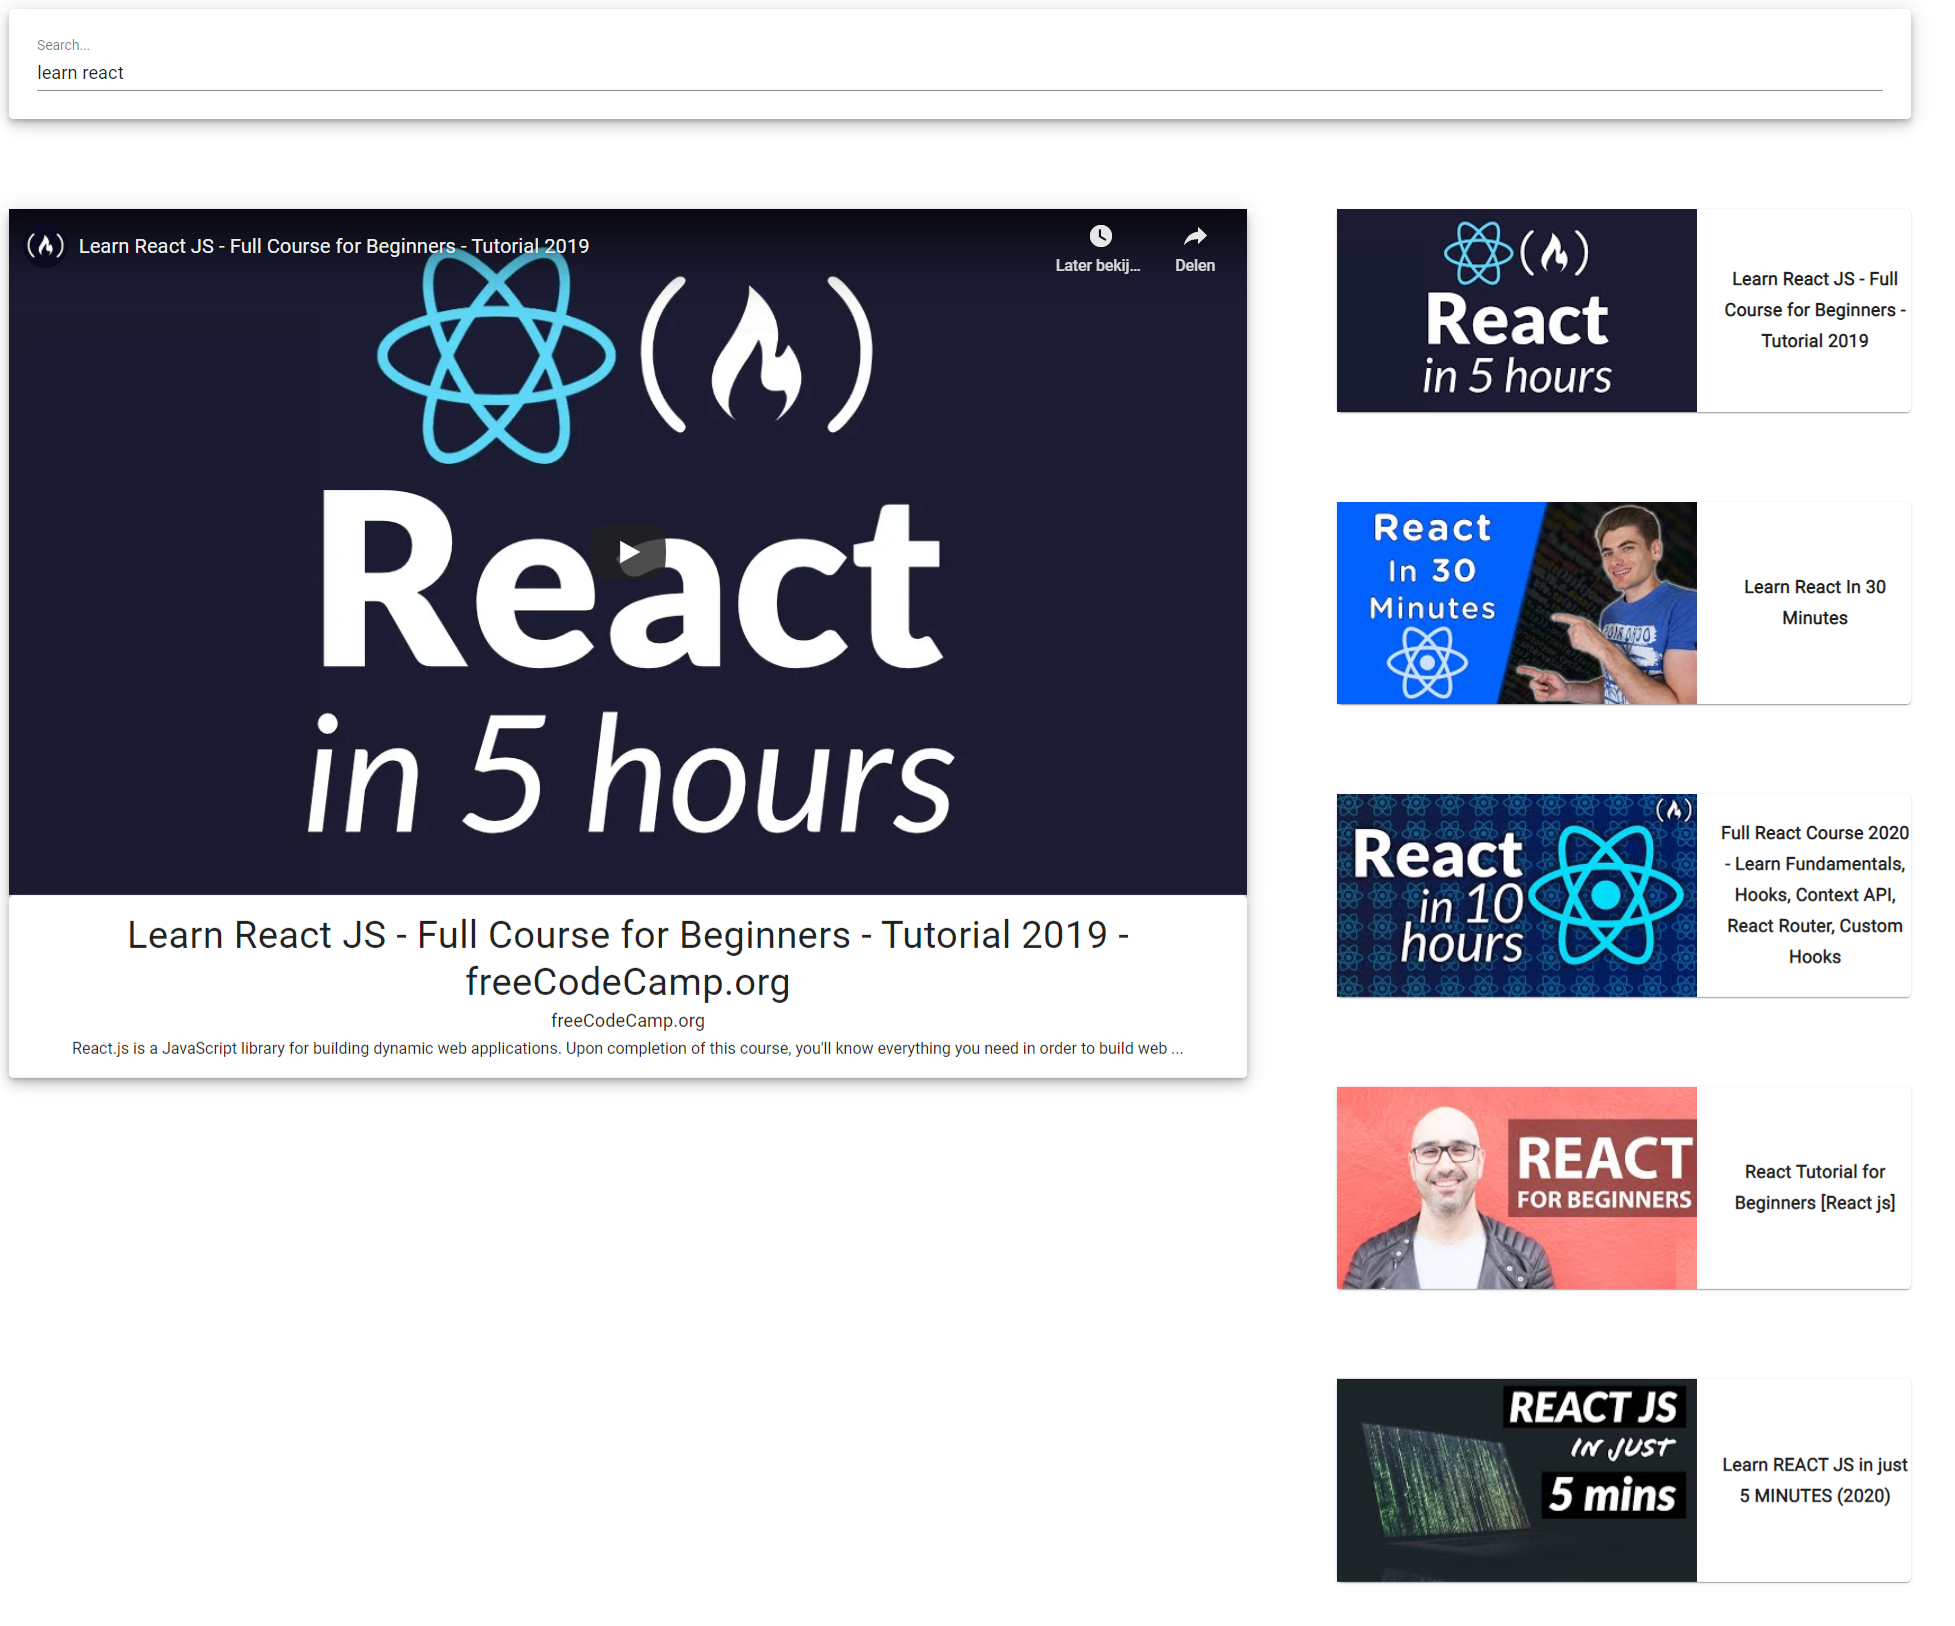 Search...
learn react
Learn React JS - Full Course for Beginners - Tutorial 2019
Later bekij...
Delen
React
in 5 hours
Learn React JS - Full Course for Beginners - Tutorial 2019 -
freeCodeCamp.org
freeCodeCamp.org
React.js is a JavaScript library for building dynamic web applications. Upon completion of this course, you'll know everything you need in order to build web ...
React
in 5 hours
Learn React JS - Full
Course for Beginners -
Tutorial 2019
React
In 30
Minutes
Learn React In 30
Minutes
React
in 10
hours
Full React Course 2020
- Learn Fundamentals,
Hooks, Context API,
React Router, Custom
Hooks
REACT
FOR BEGINNERS
React Tutorial for
Beginners [React js]
REACT JS
IN JUST
5 mins
Learn REACT JS in just
5 MINUTES (2020)